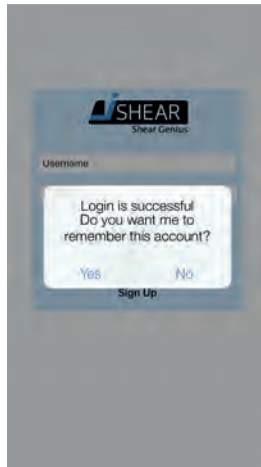 SHEAR
Shear Genius
Username
Login is successful
Do you want me to
remember this account?
Yes No
Sign Up